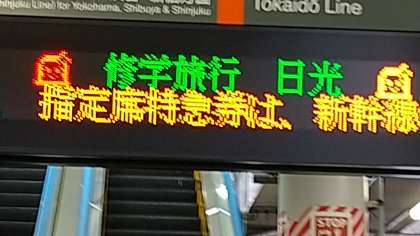 njuku Line) for Yokohama, Shibuya & Shinjuku
Tokaido Line
修学旅行 日光
指定席特急券は、新幹線
STOP